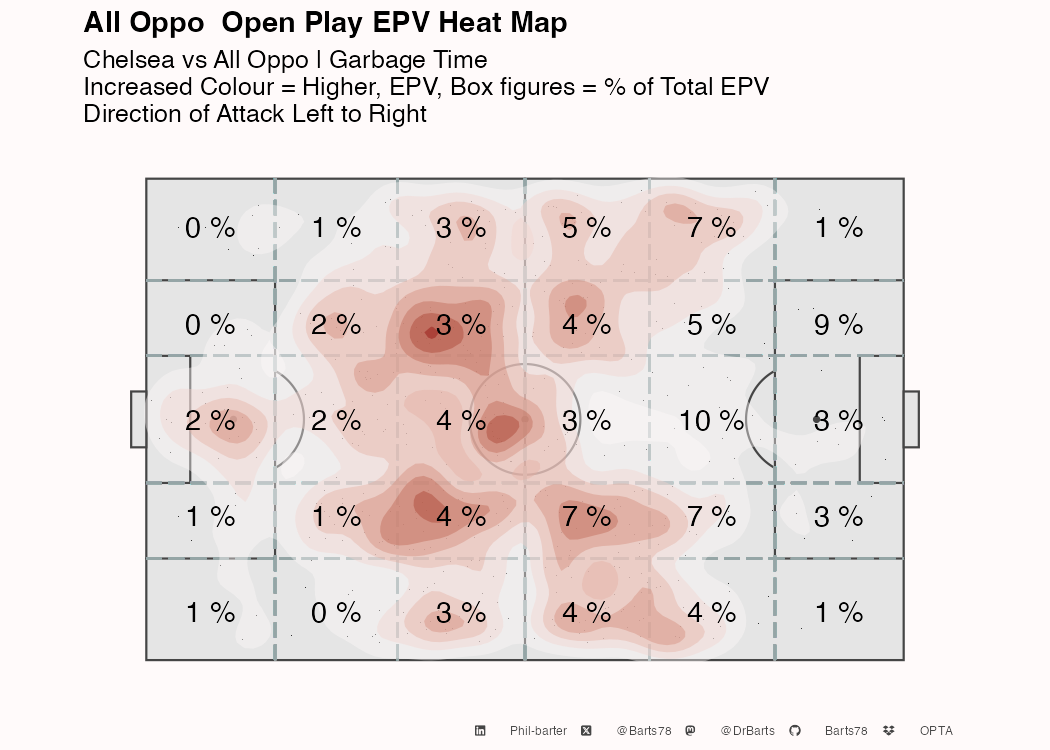 All Oppo  Open Play EPV Heat Map
Chelsea vs All Oppo | Garbage Time
Increased Colour = Higher, EPV, Box figures = % of Total EPV
Direction of Attack Left to Right
0 % 1 % 3 % 5 % 7 % 1 %
0 % 2 % 3 % 4 % 5 % 9 %
2 % 2 % 4 % 3 % 10 % 8 %
1 % 1 % 4 % 7 % 7 % 3 %
1 % 0 % 3 % 4 % 4 % 1 %
Phil-barter @Barts78 @DrBarts Barts78 OPTA